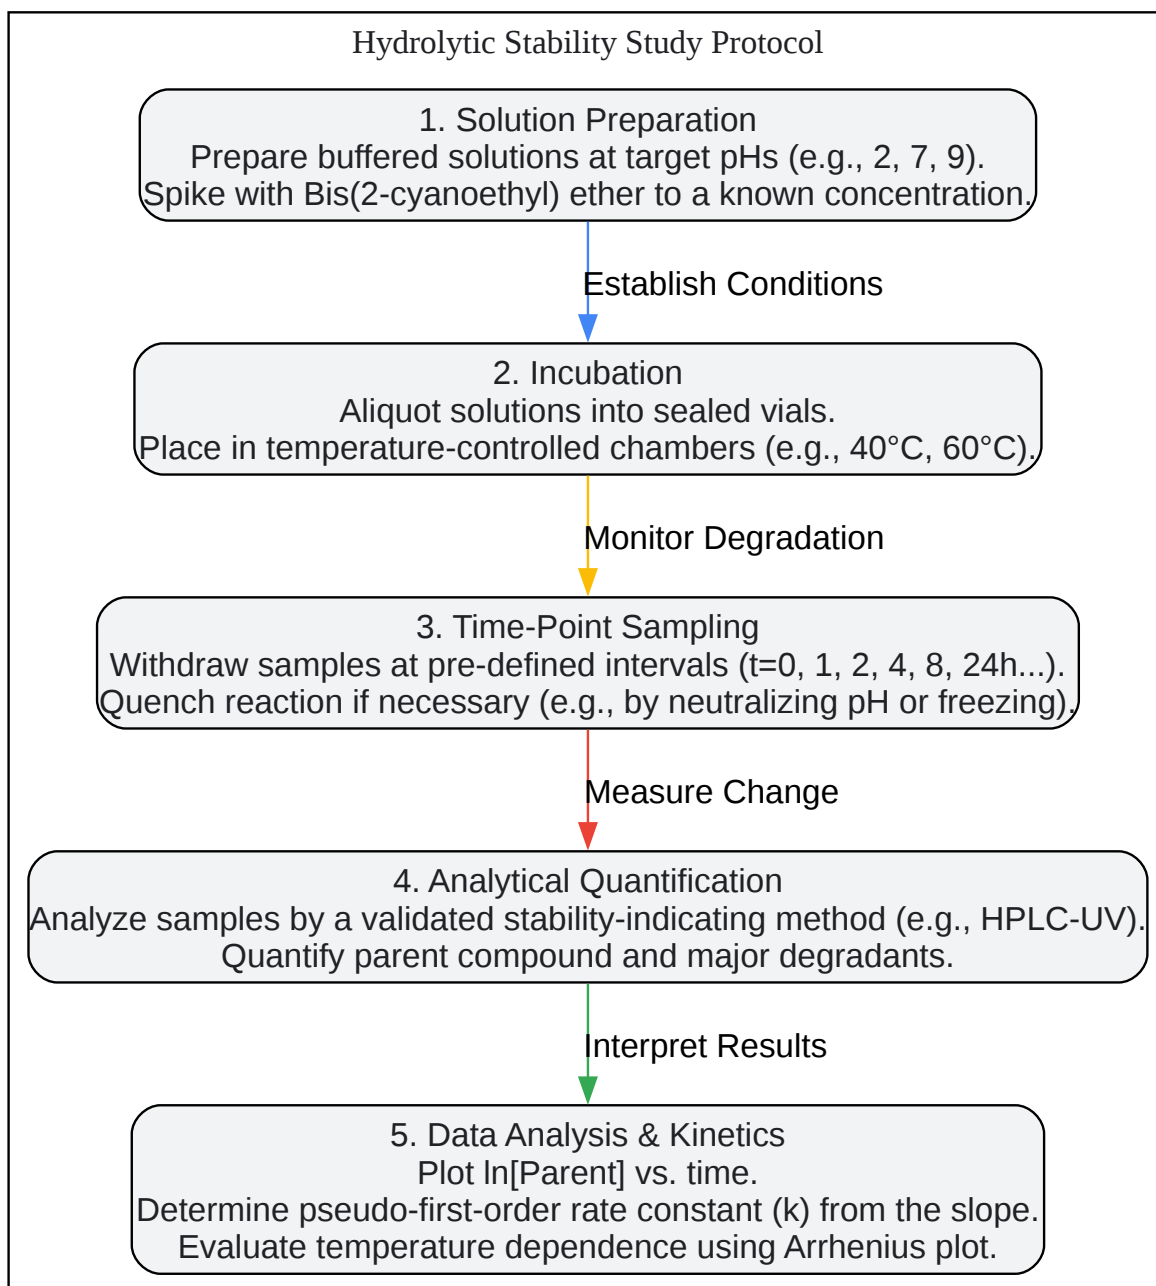 Hydrolytic Stability Study Protocol
1. Solution Preparation
Prepare buffered solutions at target pHs (e.g., 2, 7, 9).
Spike with Bis(2-cyanoethyl) ether to a known concentration.
Establish Conditions
2. Incubation
Aliquot solutions into sealed vials.
Place in temperature-controlled chambers (e.g., 40°C, 60°C).
Monitor Degradation
3. Time-Point Sampling
Withdraw samples at pre-defined intervals (t=0, 1, 2, 4, 8, 24h...).
Quench reaction if necessary (e.g., by neutralizing pH or freezing).
Measure Change
4. Analytical Quantification
Analyze samples by a validated stability-indicating method (e.g., HPLC-UV).
Quantify parent compound and major degradants.
Interpret Results
5. Data Analysis & Kinetics
Plot ln[Parent] vs. time.
Determine pseudo-first-order rate constant (k) from the slope.
Evaluate temperature dependence using Arrhenius plot.